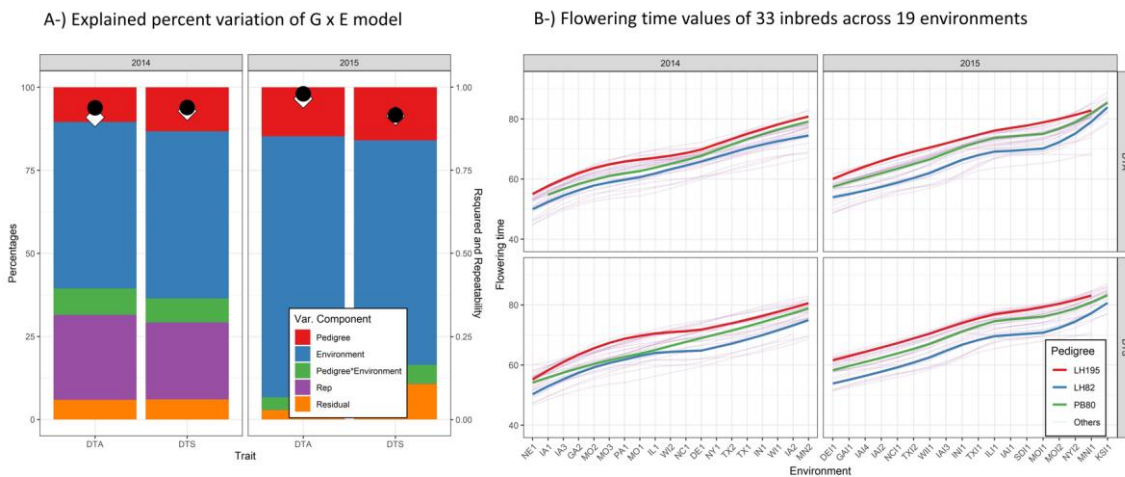 A-) Explained percent variation of G x E model
B-) Flowering time values of 33 inbreds across 19 environments
2014
2015
100
75
50
25
0
Percentages
1.00
0.75
0.50
0.25
0.00
Rsquared and Repeatability
Var. Component
Pedigree
Environment
Pedigree*Environment
Rep
Residual
DTA
DTS
DTA
DTS
Trait
2014
2015
80
60
40
80
60
40
Flowering time
Pedigree
LH195
LH82
PB80
Others
NE1
IA1
IA3
GA2
MO2
MO3
PA1
MO1
IL1
WI2
NC1
DE1
NY1
TX2
TX1
IN1
WI1
IA2
MN2
DEI1
GAI1
IAI4
IAI2
NCI1
TXI2
WII1
IAI3
INI1
TXI1
ILI1
IAI1
SDI1
MOI1
MOI2
NYI2
MNI1
KSI1
Environment